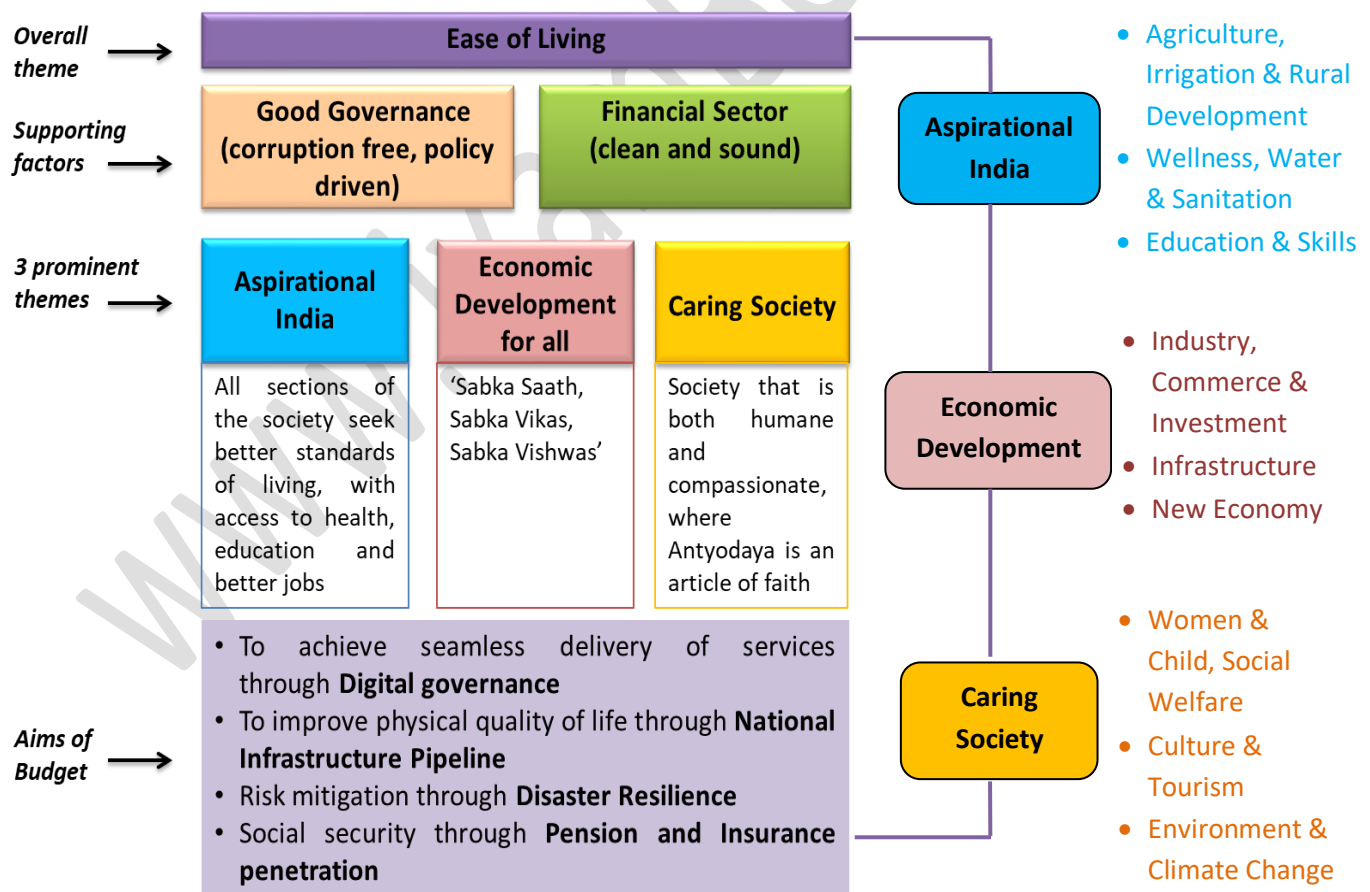 Overall
theme
Ease of Living
Supporting
factors
Good Governance
(corruption free, policy
driven)
Financial Sector
(clean and sound)
3 prominent
themes
Aspirational
India
Economic
Development
for all
Caring Society
All sections of
the society seek
better standards
of living, with
access to health,
education and
better jobs
‘Sabka Saath,
Sabka Vikas,
Sabka Vishwas’
Society that is
both humane
and
compassionate,
where
Antyodaya is an
article of faith
Aims of
Budget
• To achieve seamless delivery of services
through Digital governance
• To improve physical quality of life through National
Infrastructure Pipeline
• Risk mitigation through Disaster Resilience
• Social security through Pension and Insurance
penetration
Aspirational
India
• Agriculture,
Irrigation & Rural
Development
• Wellness, Water
& Sanitation
• Education & Skills
Economic
Development
• Industry,
Commerce &
Investment
• Infrastructure
• New Economy
Caring
Society
• Women &
Child, Social
Welfare
• Culture &
Tourism
• Environment &
Climate Change